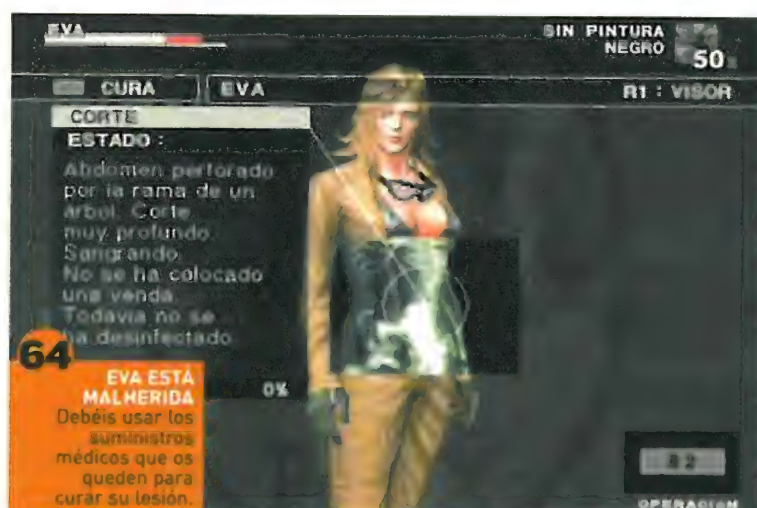 EVA
SIN PINTURA
NEGRO
50
CURA
EVA
R1 : VISOR
CORTE
ESTADO :
Abdomen perforado
por la rama de un
árbol. Corte
muy profundo.
Sangrando.
No se ha colocado
una venda.
Todavía no se
ha desinfectado.
0%
64
EVA ESTÁ
MALHERIDA
Debéis usar los
suministros
médicos que os
queden para
curar su lesión.
OPERACIÓN